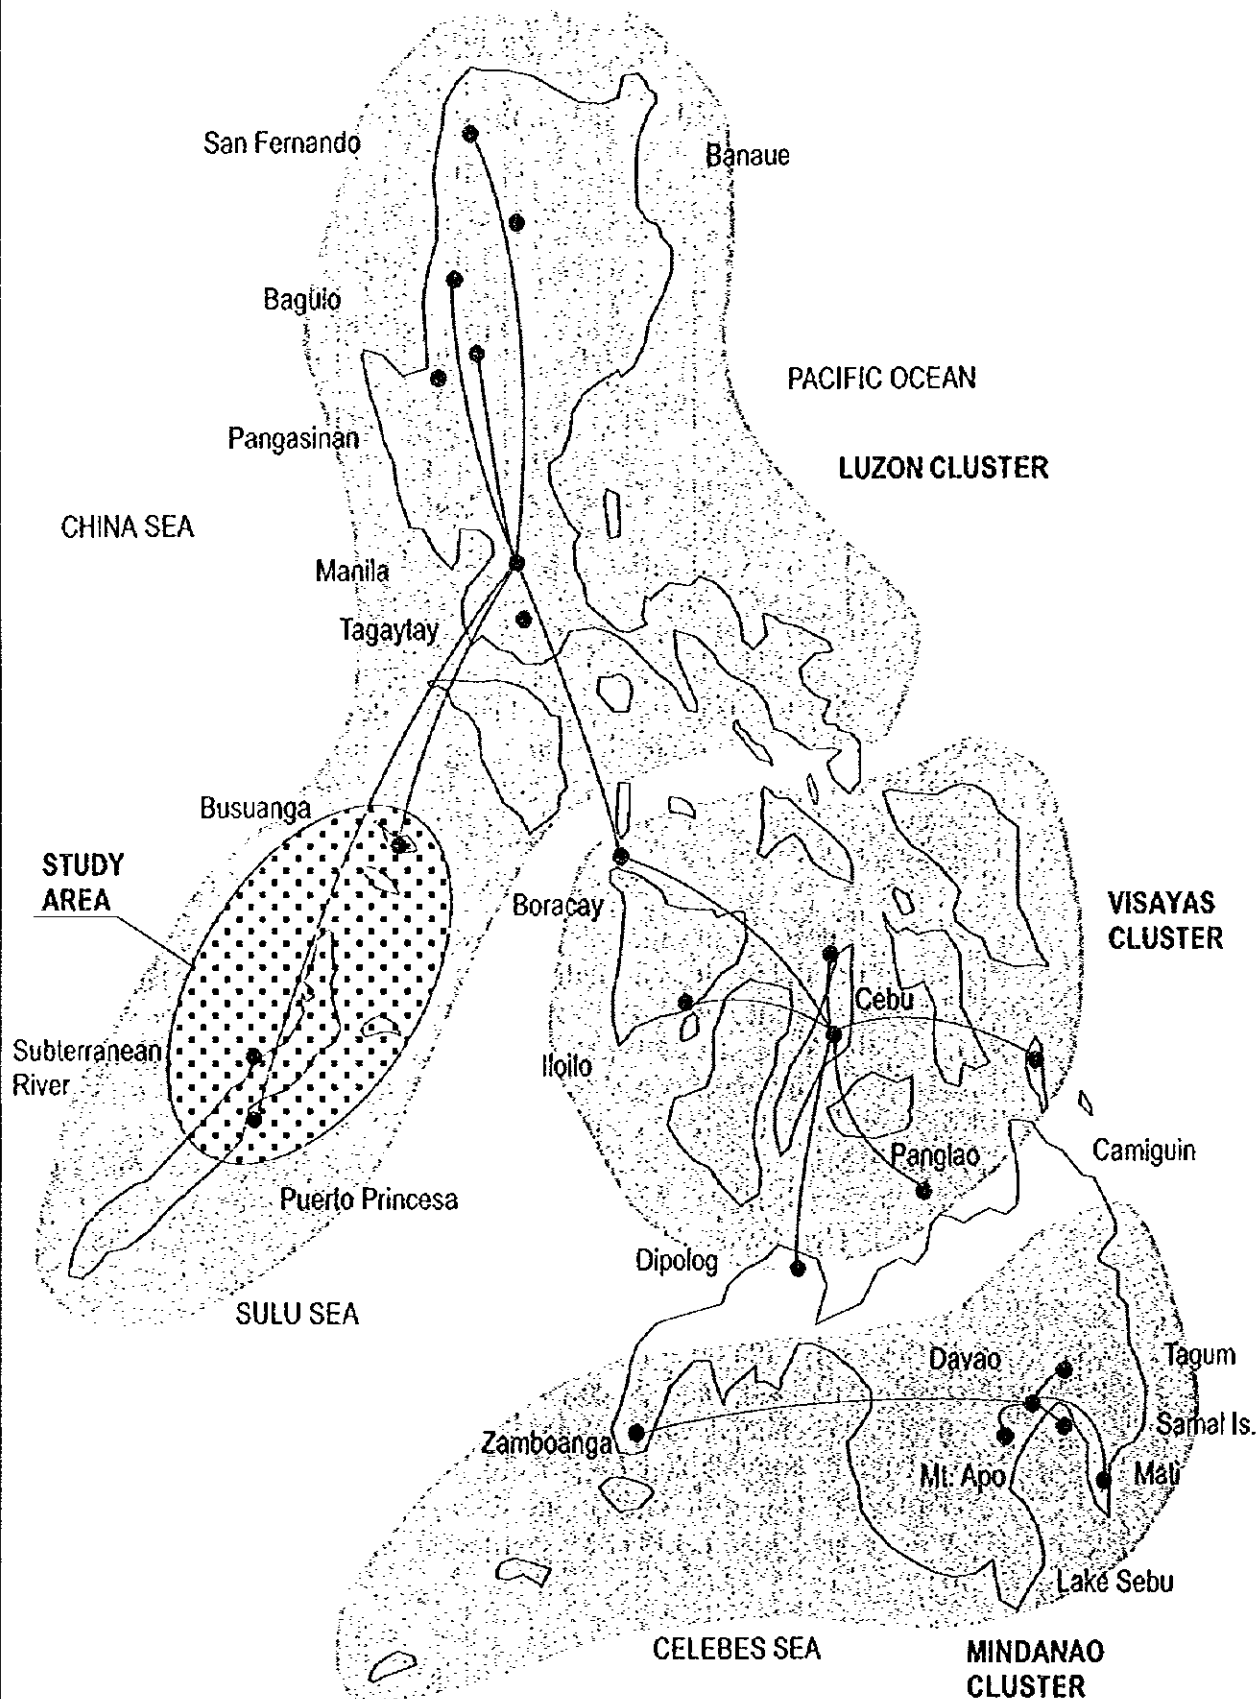 San Fernando
Banaue
Baguio
PACIFIC OCEAN
Pangasinan
LUZON CLUSTER
CHINA SEA
Manila
Tagaytay
Busuanga
STUDY
AREA
Boracay
VISAYAS
CLUSTER
Cebu
Subterranean
River
Iloilo
Camiguin
Panglao
Puerto Princesa
Dipolog
SULU SEA
Davao
Tagum
Samal Is.
Zamboanga
Mt. Apo
Mati
Lake Sebu
CELEBES SEA
MINDANAO
CLUSTER